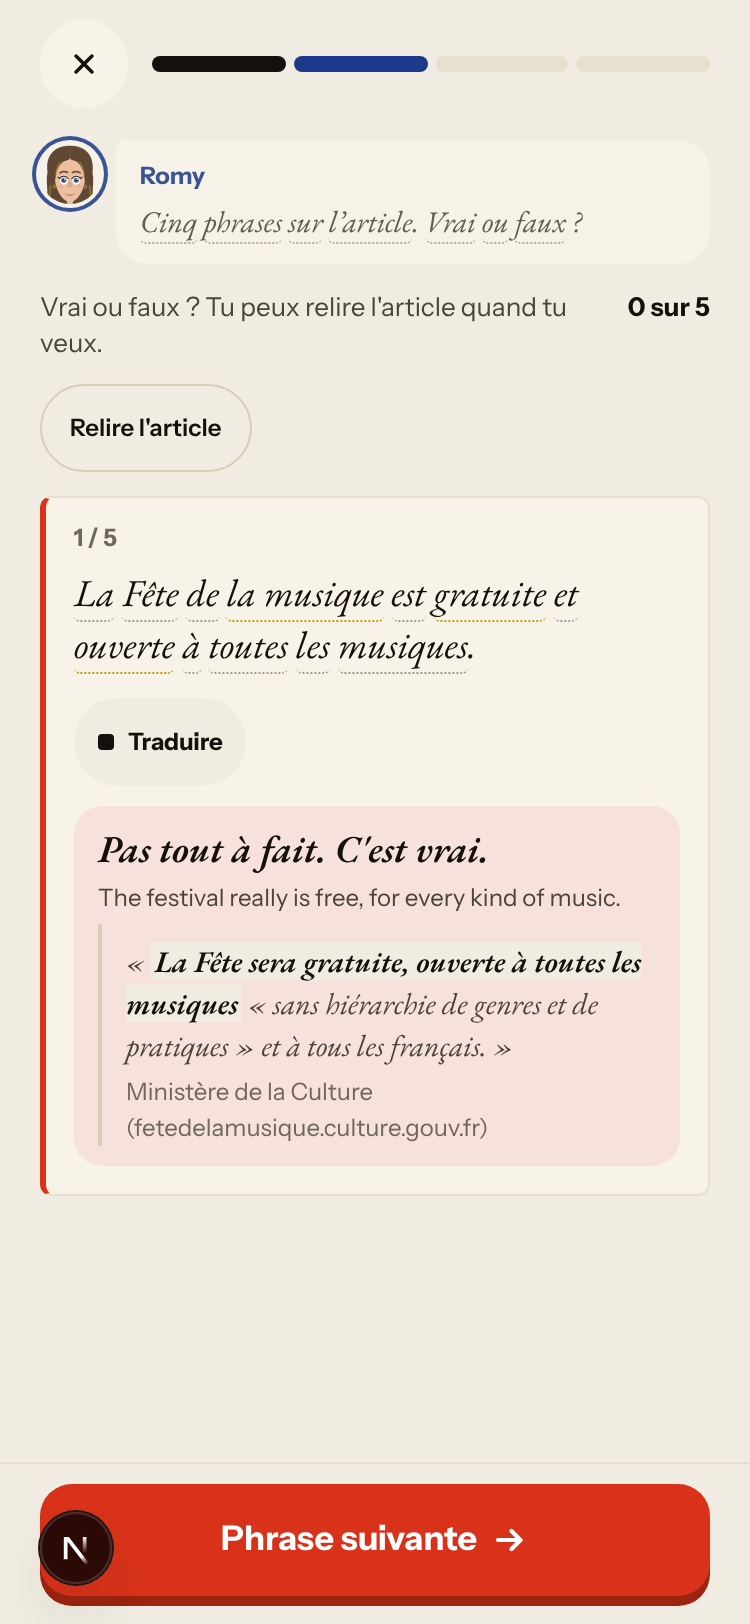 Romy
Cinq phrases sur l’article. Vrai ou faux ?
Vrai ou faux ? Tu peux relire l'article quand tu
veux.
0 sur 5
Relire l'article
1 / 5
La Fête de la musique est gratuite et
ouverte à toutes les musiques.
Traduire
Pas tout à fait. C'est vrai.
The festival really is free, for every kind of music.
« La Fête sera gratuite, ouverte à toutes les
musiques « sans hiérarchie de genres et de
pratiques » et à tous les français. »
Ministère de la Culture
(fetedelamusique.culture.gouv.fr)
Phrase suivante →
N